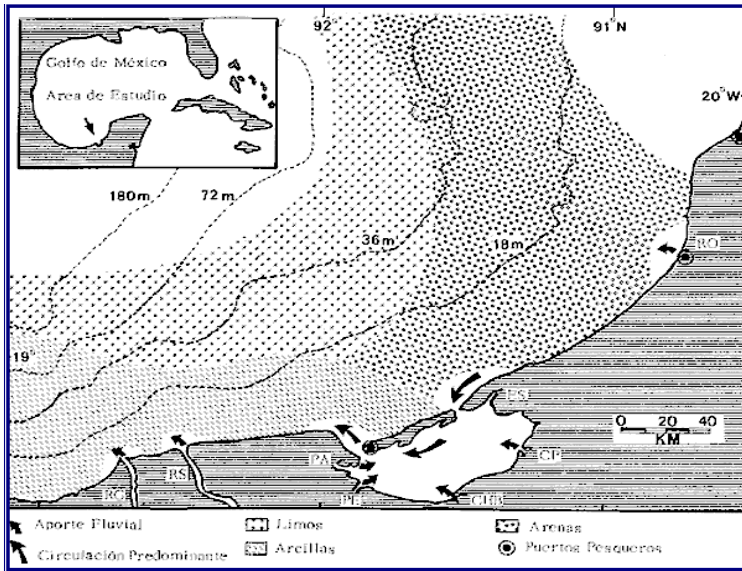 92°
91°N
Golfo de México
Area de Estudio
20°W
180m
72m
36m
18m
RO
19°
ES
0 20 40
KM
PA
CP
RS
RG
PE
CHB
Aporte Fluvial
Limos
Arenas
Circulación Predominante
Arcillas
Puertos Pesqueros